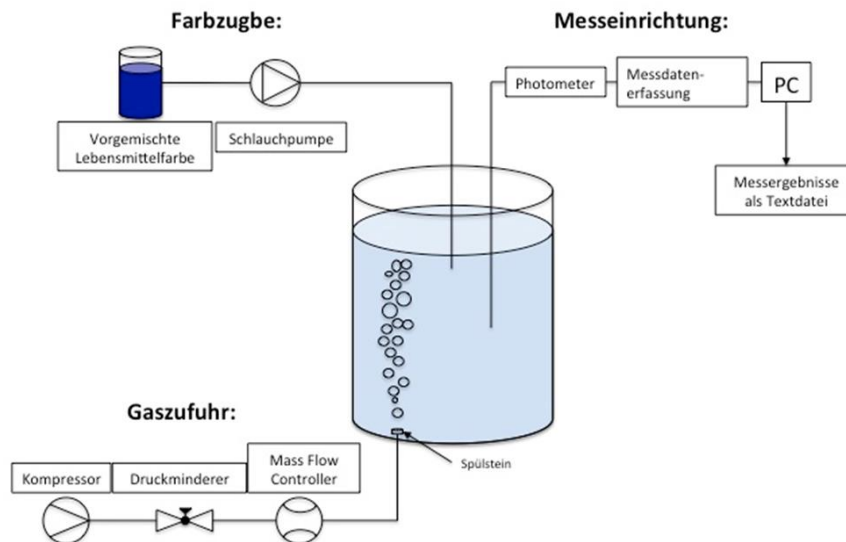 Farbzugbe:
Messeinrichtung:
Photometer
Messdaten-
erfassung
PC
Vorgemischte
Lebensmittelfarbe
Schlauchpumpe
Messergebnisse
als Textdatei
Gaszufuhr:
Kompressor
Druckminderer
Mass Flow
Controller
Spülstein